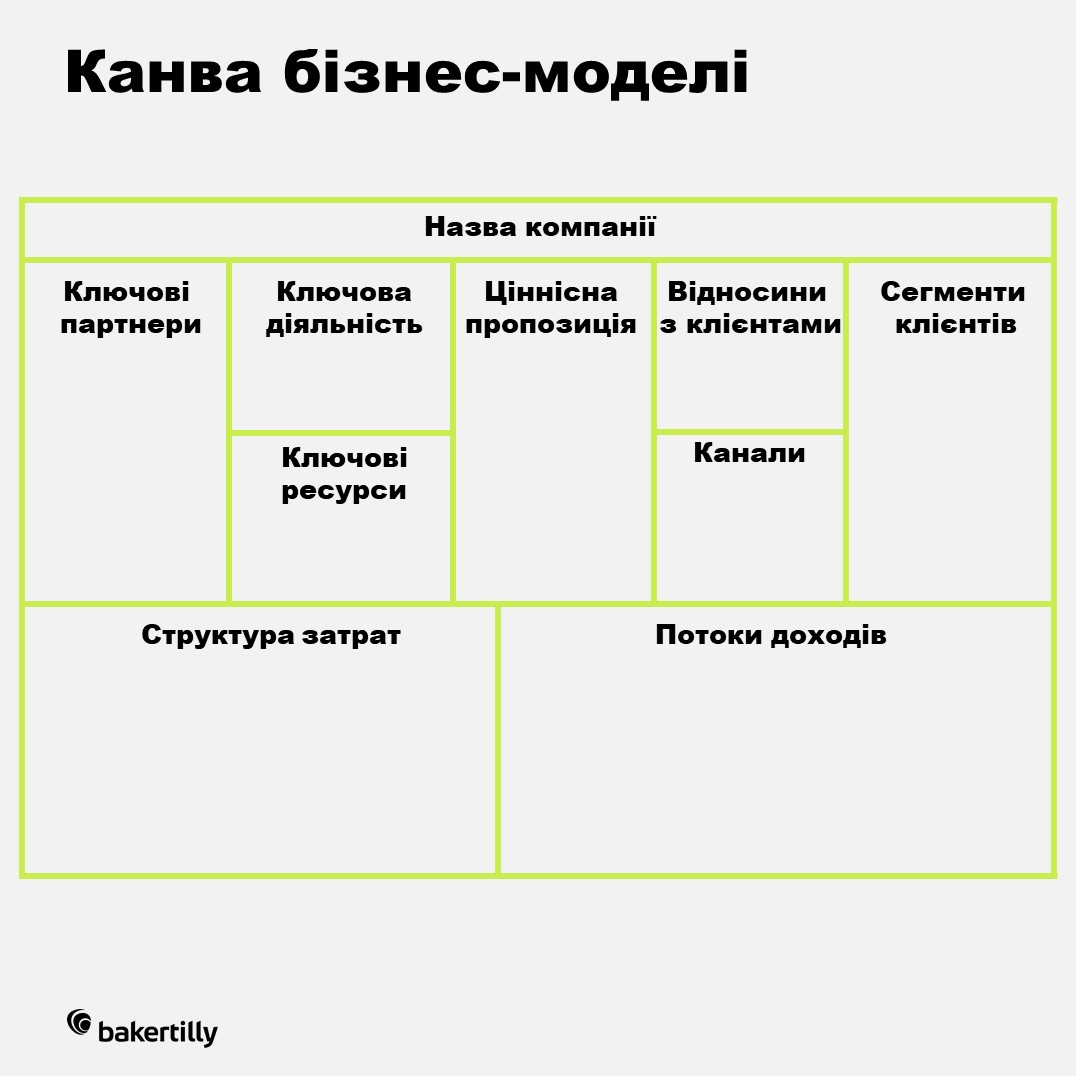 Канва бізнес-моделі
Назва компанії
Ключові
партнери
Ключова
діяльність
Ціннісна
пропозиція
Відносини
з клієнтами
Сегменти
клієнтів
Ключові
ресурси
Канали
Структура затрат
Потоки доходів
bakertilly